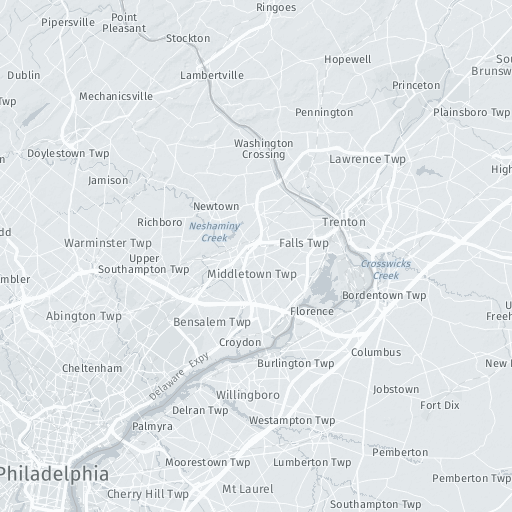 Ringoes
Point
Pleasant
Pipersville
Stockton
Hopewell
Sou
Brunsw
Dublin
Lambertville
Princeton
Mechanicsville
Twp
Pennington
Plainsboro Twp
Washington
Crossing
Doylestown Twp
Lawrence Twp
High
Jamison
Newtown
Richboro
Neshaminy
Creek
Trenton
Warminster Twp
Falls Twp
Upper
Southampton Twp
Crosswicks
Creek
Middletown Twp
mbler
Bordentown Twp
Abington Twp
Florence
U
Freeh
Bensalem Twp
Croydon
Columbus
Cheltenham
Delaware Expy
Burlington Twp
New
Willingboro
Jobstown
Delran Twp
Fort Dix
Palmyra
Westampton Twp
Pemberton
Philadelphia
Moorestown Twp
Lumberton Twp
Pemberton Twp
Cherry Hill Twp
Mt Laurel
Southampton Twp